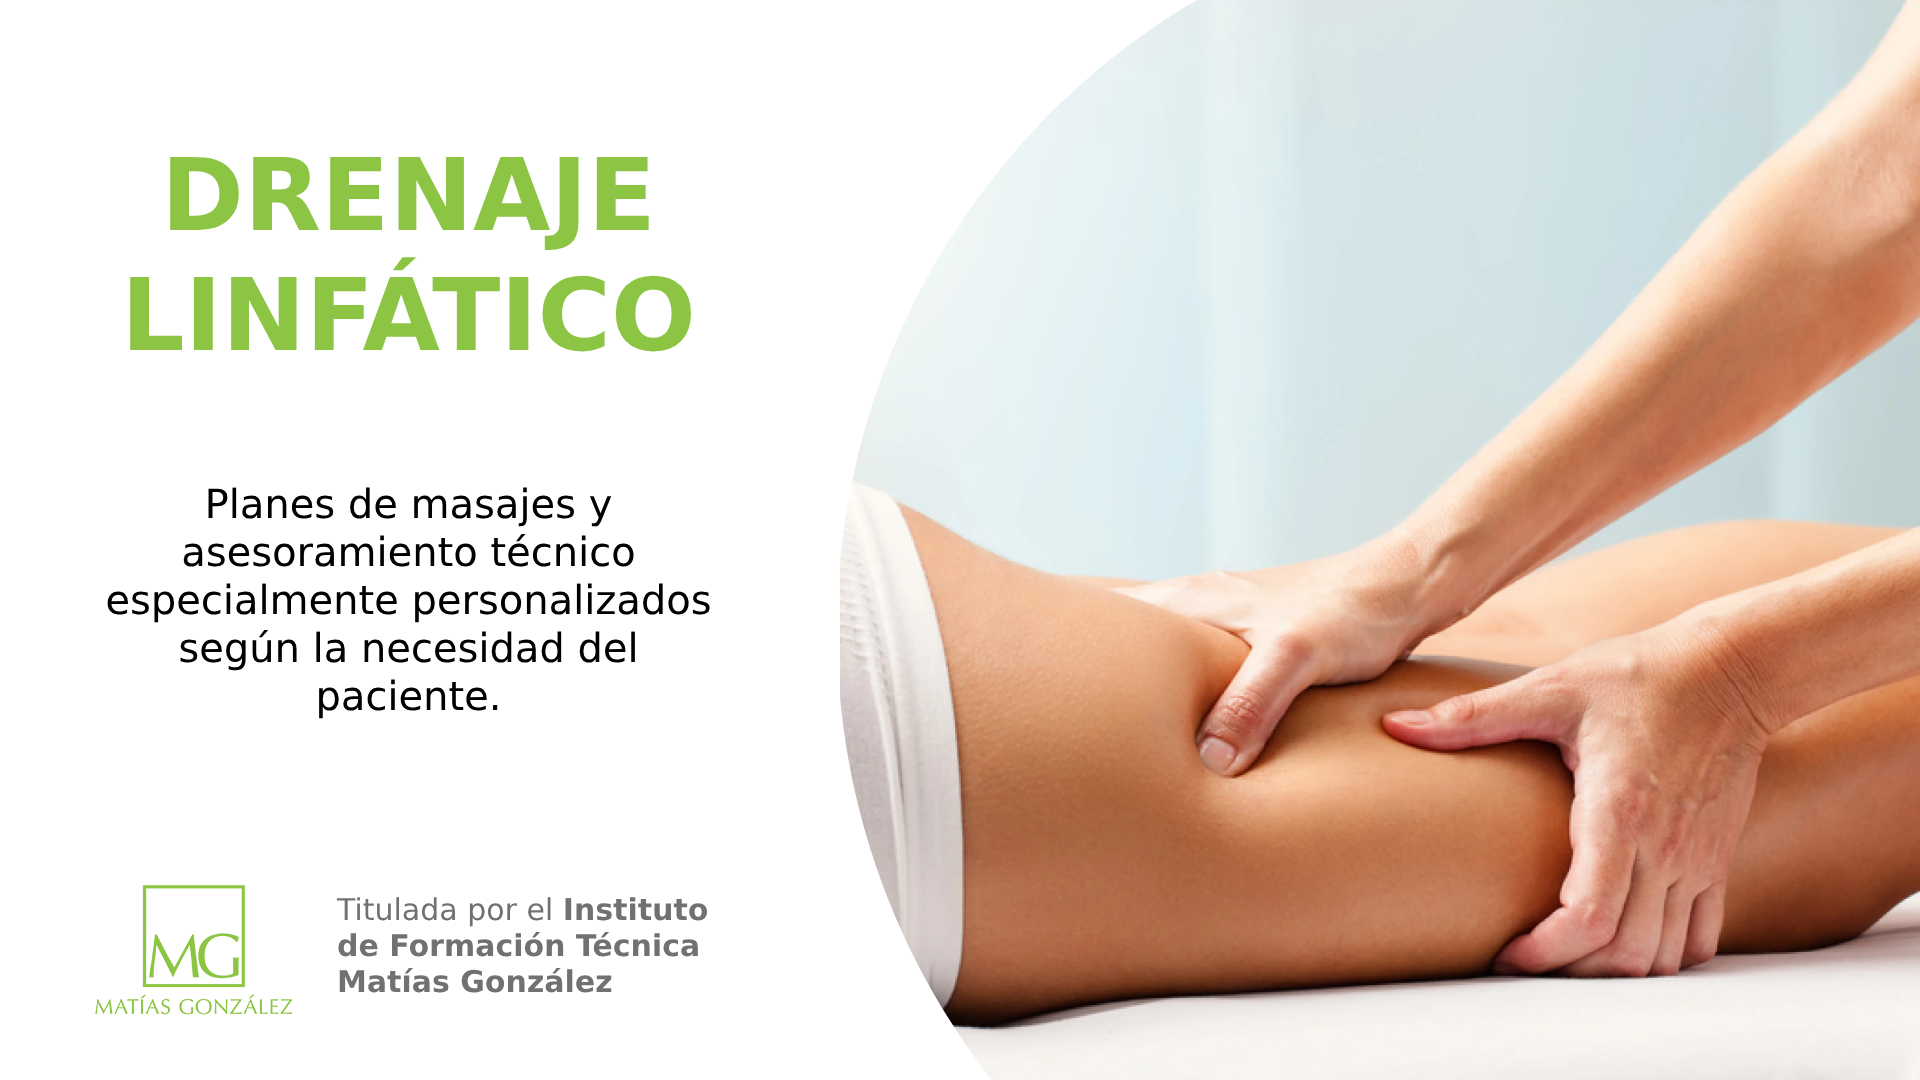 DRENAJE
LINFÁTICO
Planes de masajes y
asesoramiento técnico
especialmente personalizados
según la necesidad del
paciente.
MG
MATÍAS GONZÁLEZ
Titulada por el Instituto
de Formación Técnica
Matías González